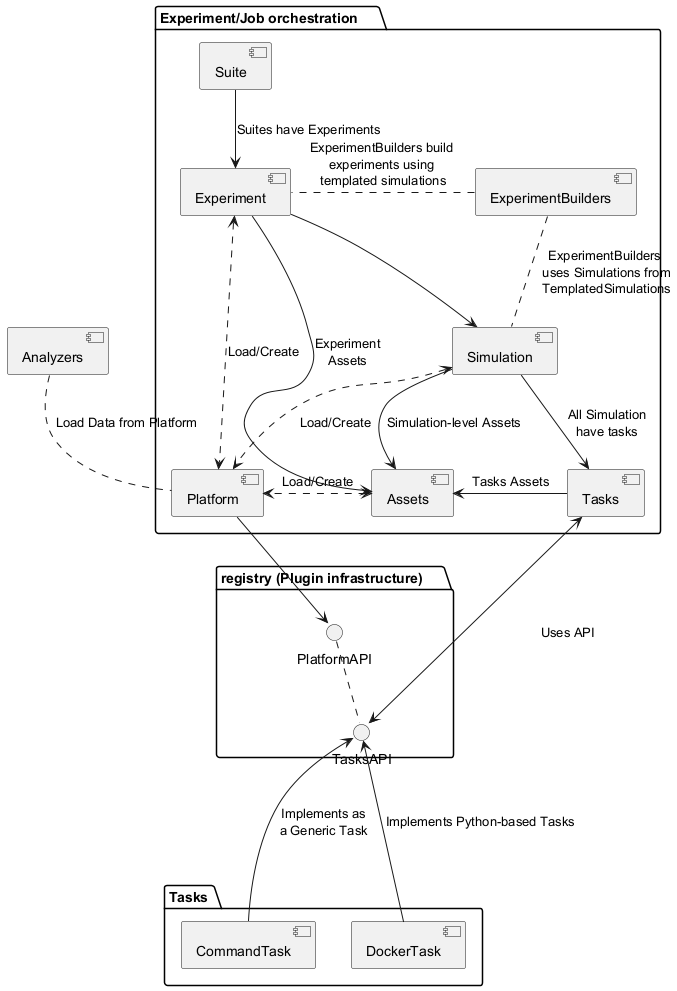 Experiment/Job orchestration
Suite
Suites have Experiments
ExperimentBuilders build
experiments using
templated simulations
Experiment
ExperimentBuilders
ExperimentBuilders
uses Simulations from
TemplatedSimulations
Analyzers
Load/Create
Experiment
Assets
Simulation
Load Data from Platform
Load/Create
Simulation-level Assets
All Simulation
have tasks
Platform
Load/Create
Assets
Tasks Assets
Tasks
registry (Plugin infrastructure)
PlatformAPI
Uses API
TasksAPI
Implements as
a Generic Task
Implements Python-based Tasks
Tasks
CommandTask
DockerTask